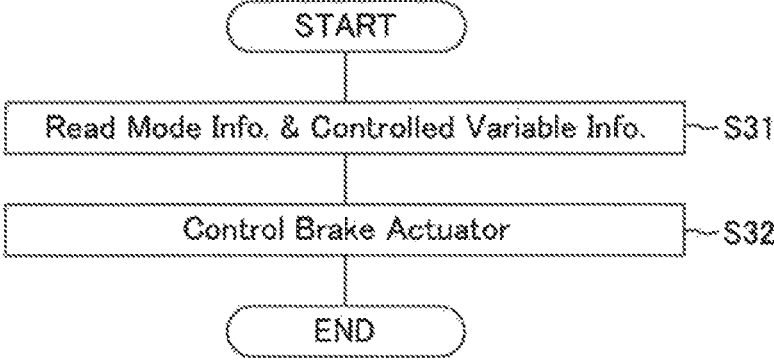 START
Read Mode Info. & Controlled Variable Info.
S31
Control Brake Actuator
S32
END